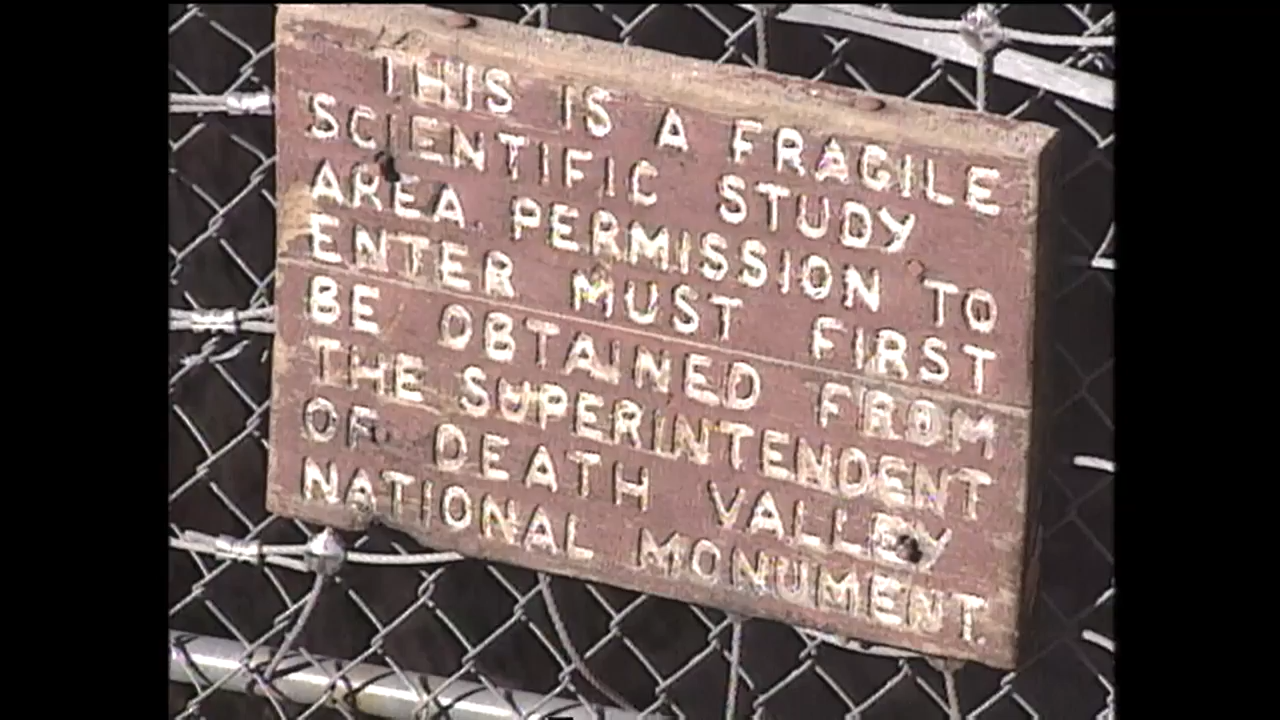 THIS IS A FRAGILE
SCIENTIFIC STUDY
AREA. PERMISSION TO
ENTER MUST FIRST
BE OBTAINED FROM
THE SUPERINTENDENT
OF DEATH VALLEY
NATIONAL MONUMENT.